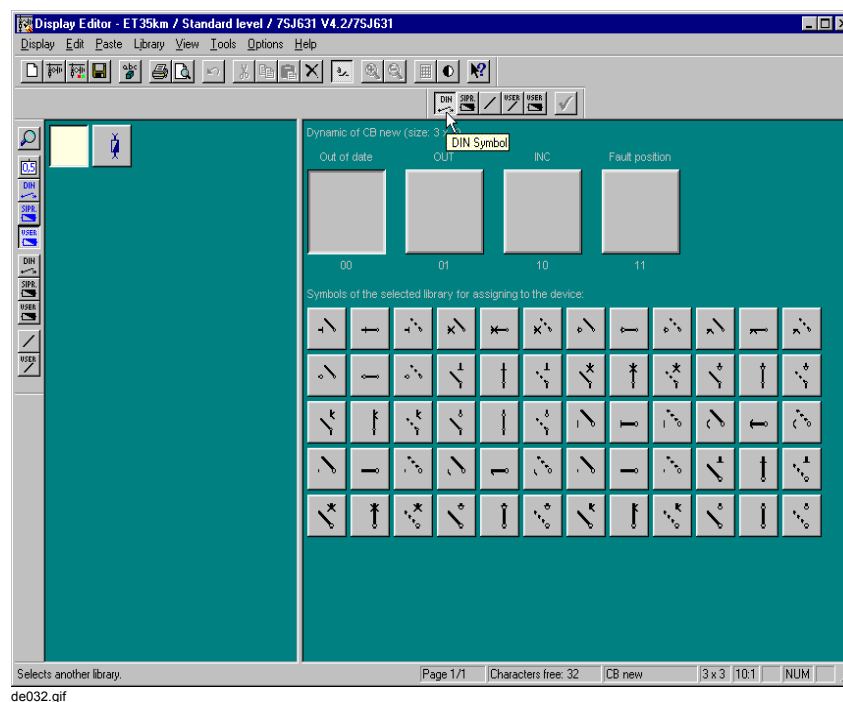 Display Editor - ET35km / Standard level / 7SJ631 V4.2/7SJ631
Display Edit Paste Library View Tools Options Help
abc
DIN SIPR. USER USER
DIN Symbol
0,5
DIN
SIPR.
USER
DIN
SIPR.
USER
USER
Dynamic of CB new (size: 3 x
Out of date OUT INC Fault position
00 01 10 11
Symbols of the selected library for assigning to the device:
Selects another library. Page 1/1 Characters free: 32 CB new 3 x 3 10:1 NUM
de032.gif